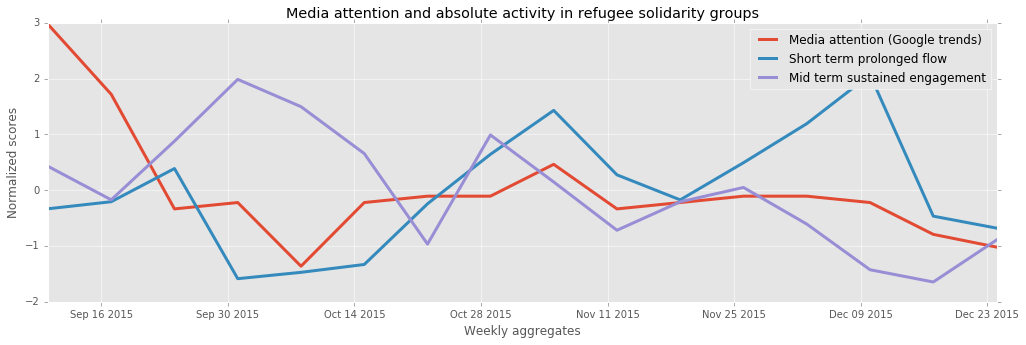 Media attention and absolute activity in refugee solidarity groups
3
2
1
0
−1
−2
Normalized scores
Media attention (Google trends)
Short term prolonged flow
Mid term sustained engagement
Sep 16 2015 Sep 30 2015 Oct 14 2015 Oct 28 2015 Nov 11 2015 Nov 25 2015 Dec 09 2015 Dec 23 2015
Weekly aggregates